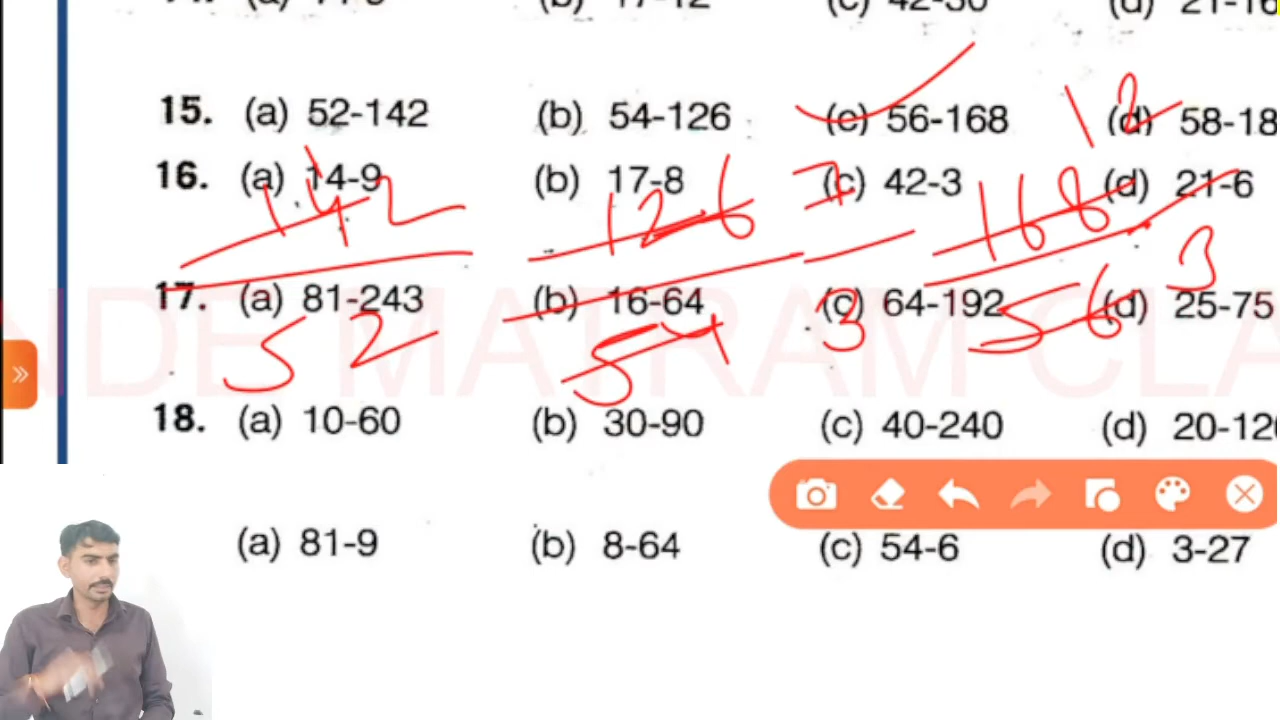 15. (a) 52-142 (b) 54-126 (c) 56-168 (d) 58-18
16. (a) 14-9 (b) 17-8 (c) 42-3 (d) 21-6
142 126 7 168 12
17. (a) 81-243 (b) 16-64 (c) 64-192 (d) 25-75
52 54 3 56 3
18. (a) 10-60 (b) 30-90 (c) 40-240 (d) 20-120
(a) 81-9 (b) 8-64 (c) 54-6 (d) 3-27